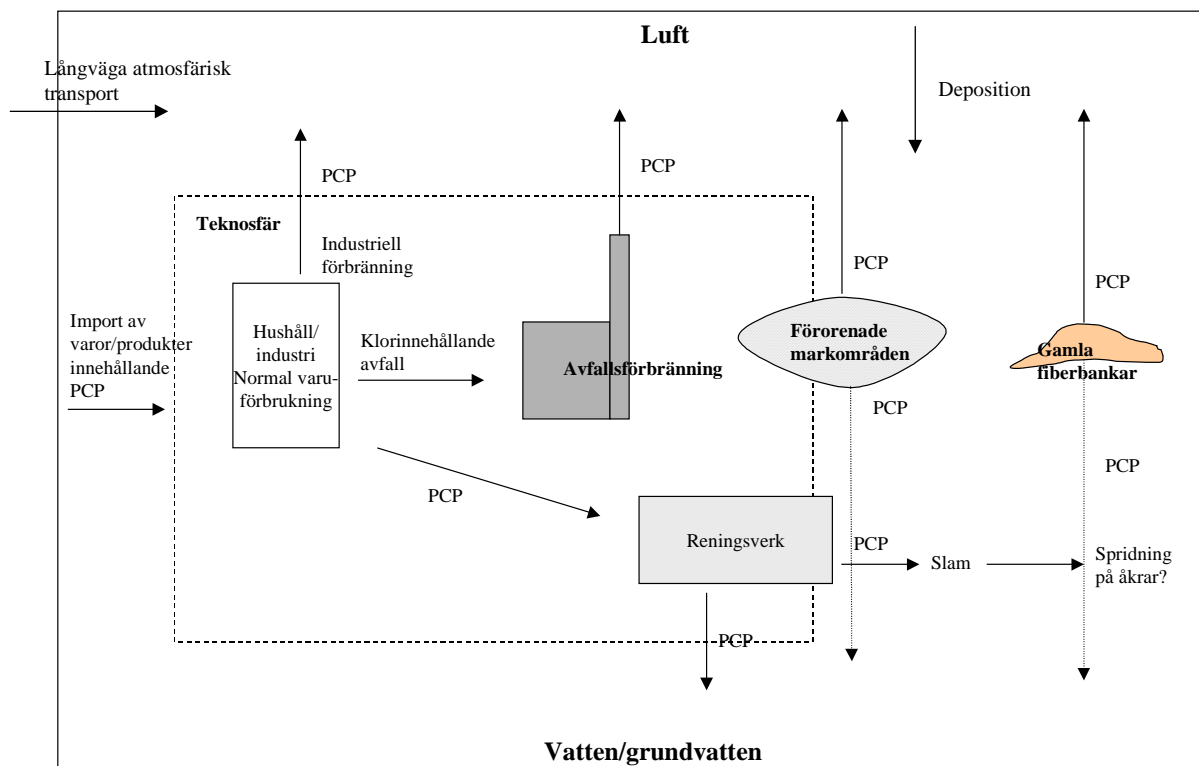 Luft
Långväga atmosfärisk
transport
Deposition
PCP
PCP
Teknosfär
Industriell
förbränning
PCP
PCP
Import av
varor/produkter
innehållande
PCP
Hushåll/
industri
Normal varu-
förbrukning
Klorinnehållande
avfall
Avfallsförbränning
Förorenade
markområden
Gamla
fiberbankar
PCP
PCP
PCP
Reningsverk
PCP
Slam
Spridning
på åkrar?
PCP
Vatten/grundvatten